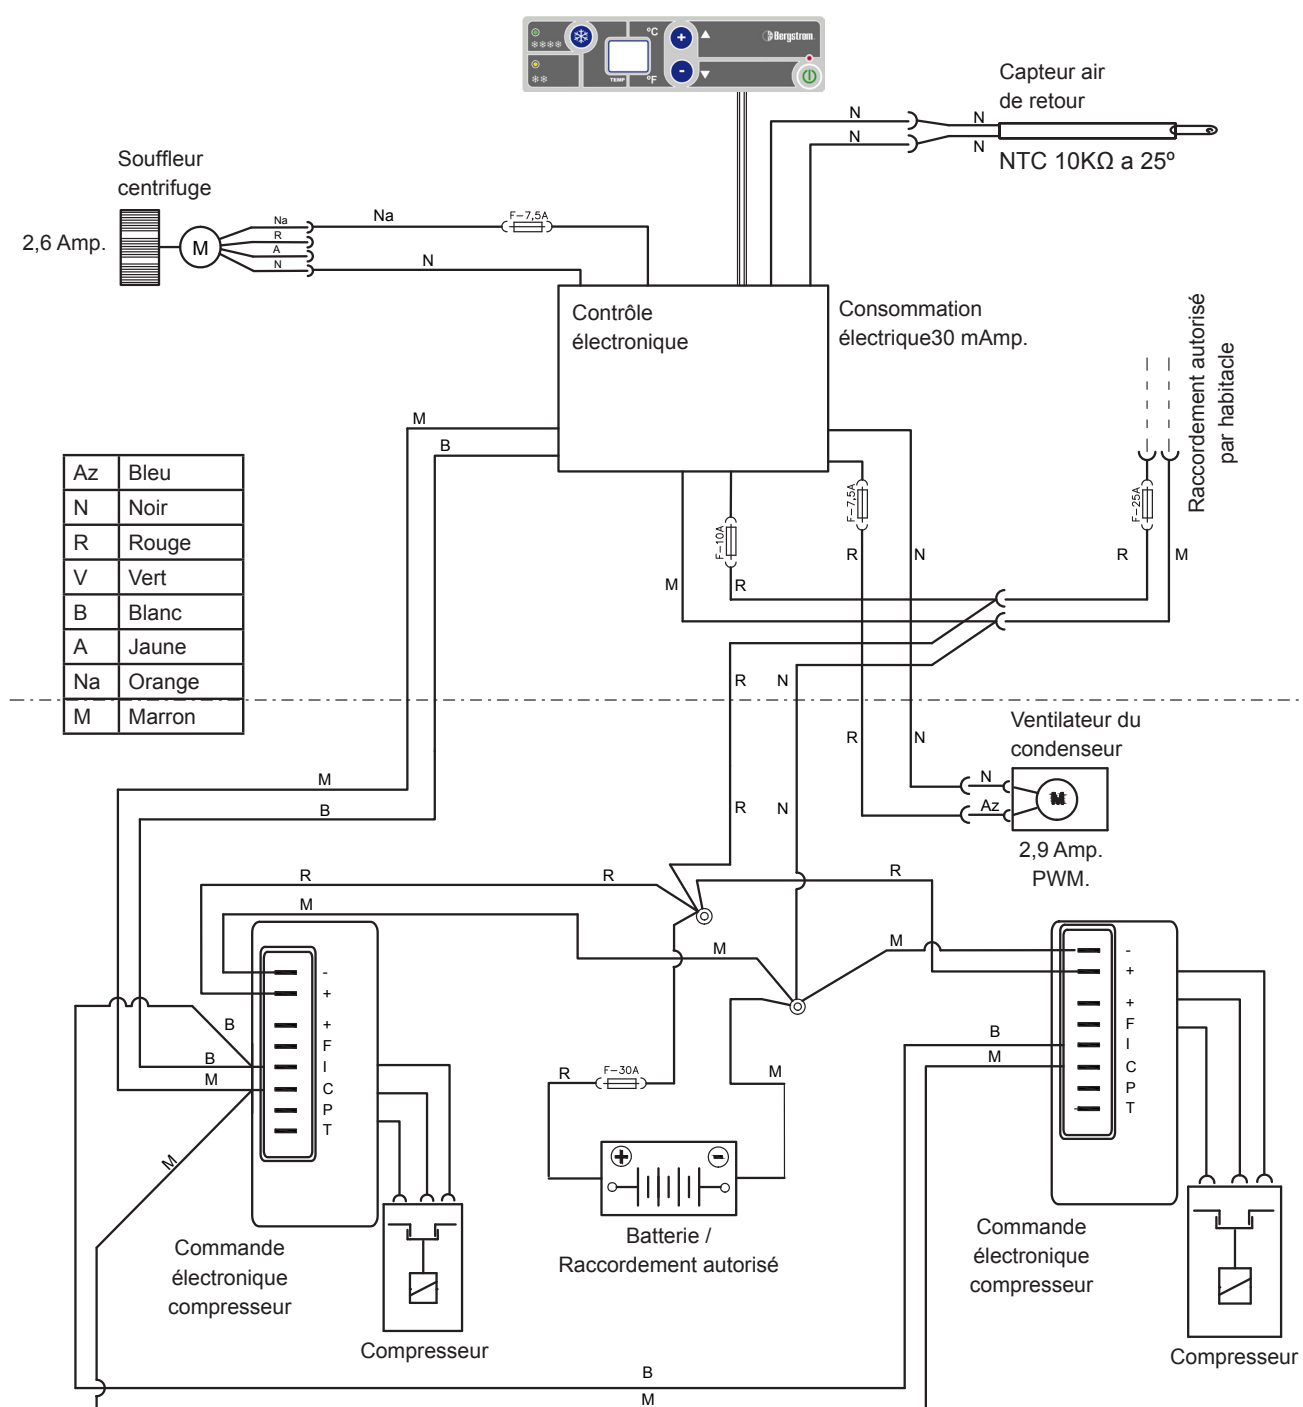 °C
Bergstrom
TEMP
°F
+
-
Capteur air
de retour
N
N
N
N
NTC 10KΩ a 25º
Souffleur
centrifuge
2,6 Amp.
M
Na
R
A
N
Na
F-7,5A
N
Contrôle
électronique
Consommation
électrique30 mAmp.
Raccordement autorisé
par habitacle
M
B
Az Bleu
N Noir
R Rouge
V Vert
B Blanc
A Jaune
Na Orange
M Marron
F-10A
F-7,5A
F-25A
R
N
R
M
M
R
R
N
R
N
Ventilateur du
condenseur
N
Az
M
2,9 Amp.
PWM.
M
B
R
N
R
R
R
M
M
M
-
+
+
F
I
C
P
T
B
B
M
M
-
+
+
F
I
C
P
T
B
M
R
F-30A
M
+
-
Batterie /
Raccordement autorisé
Commande
électronique
compresseur
Compresseur
Commande
électronique
compresseur
Compresseur
B
M